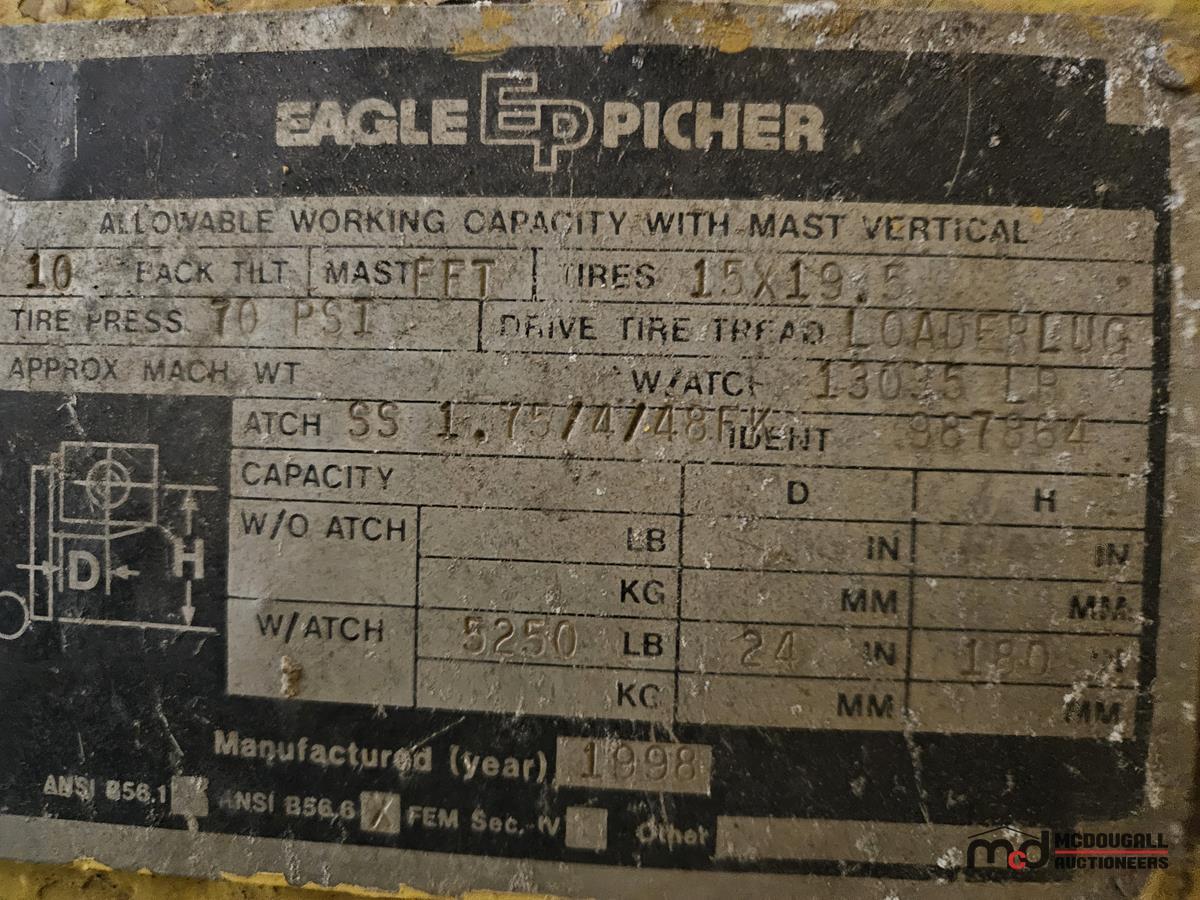 EAGLE EP PICHER
ALLOWABLE WORKING CAPACITY WITH MAST VERTICAL
10 BACK TILT MAST FFT TIRES 15X19.5
TIRE PRESS. 70 PSI DRIVE TIRE TREAD LOADERLUG
APPROX MACH. WT W/ATCH 13035 LB
ATCH SS 1.75/4/48FK IDENT 987864
CAPACITY D H
W/O ATCH LB IN IN
KG MM MM
W/ATCH 5250 LB 24 IN 180 IN
KG MM MM
D H
Manufactured (year) 1998
ANSI B56.1 ANSI B56.6 X FEM Sec. IV Other
mcd MCDOUGALL
AUCTIONEERS